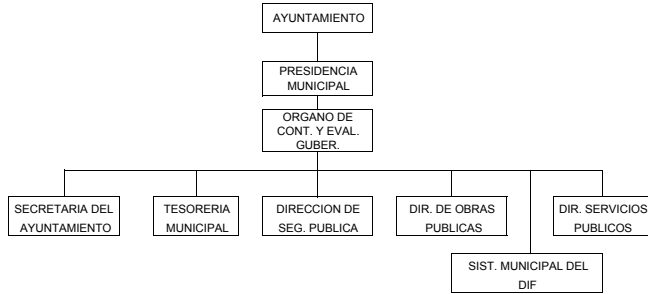 AYUNTAMIENTO
PRESIDENCIA
MUNICIPAL
ORGANO DE
CONT. Y EVAL.
GUBER.
SECRETARIA DEL
AYUNTAMIENTO
TESORERIA
MUNICIPAL
DIRECCION DE
SEG. PUBLICA
DIR. DE OBRAS
PUBLICAS
DIR. SERVICIOS
PUBLICOS
SIST. MUNICIPAL DEL
DIF